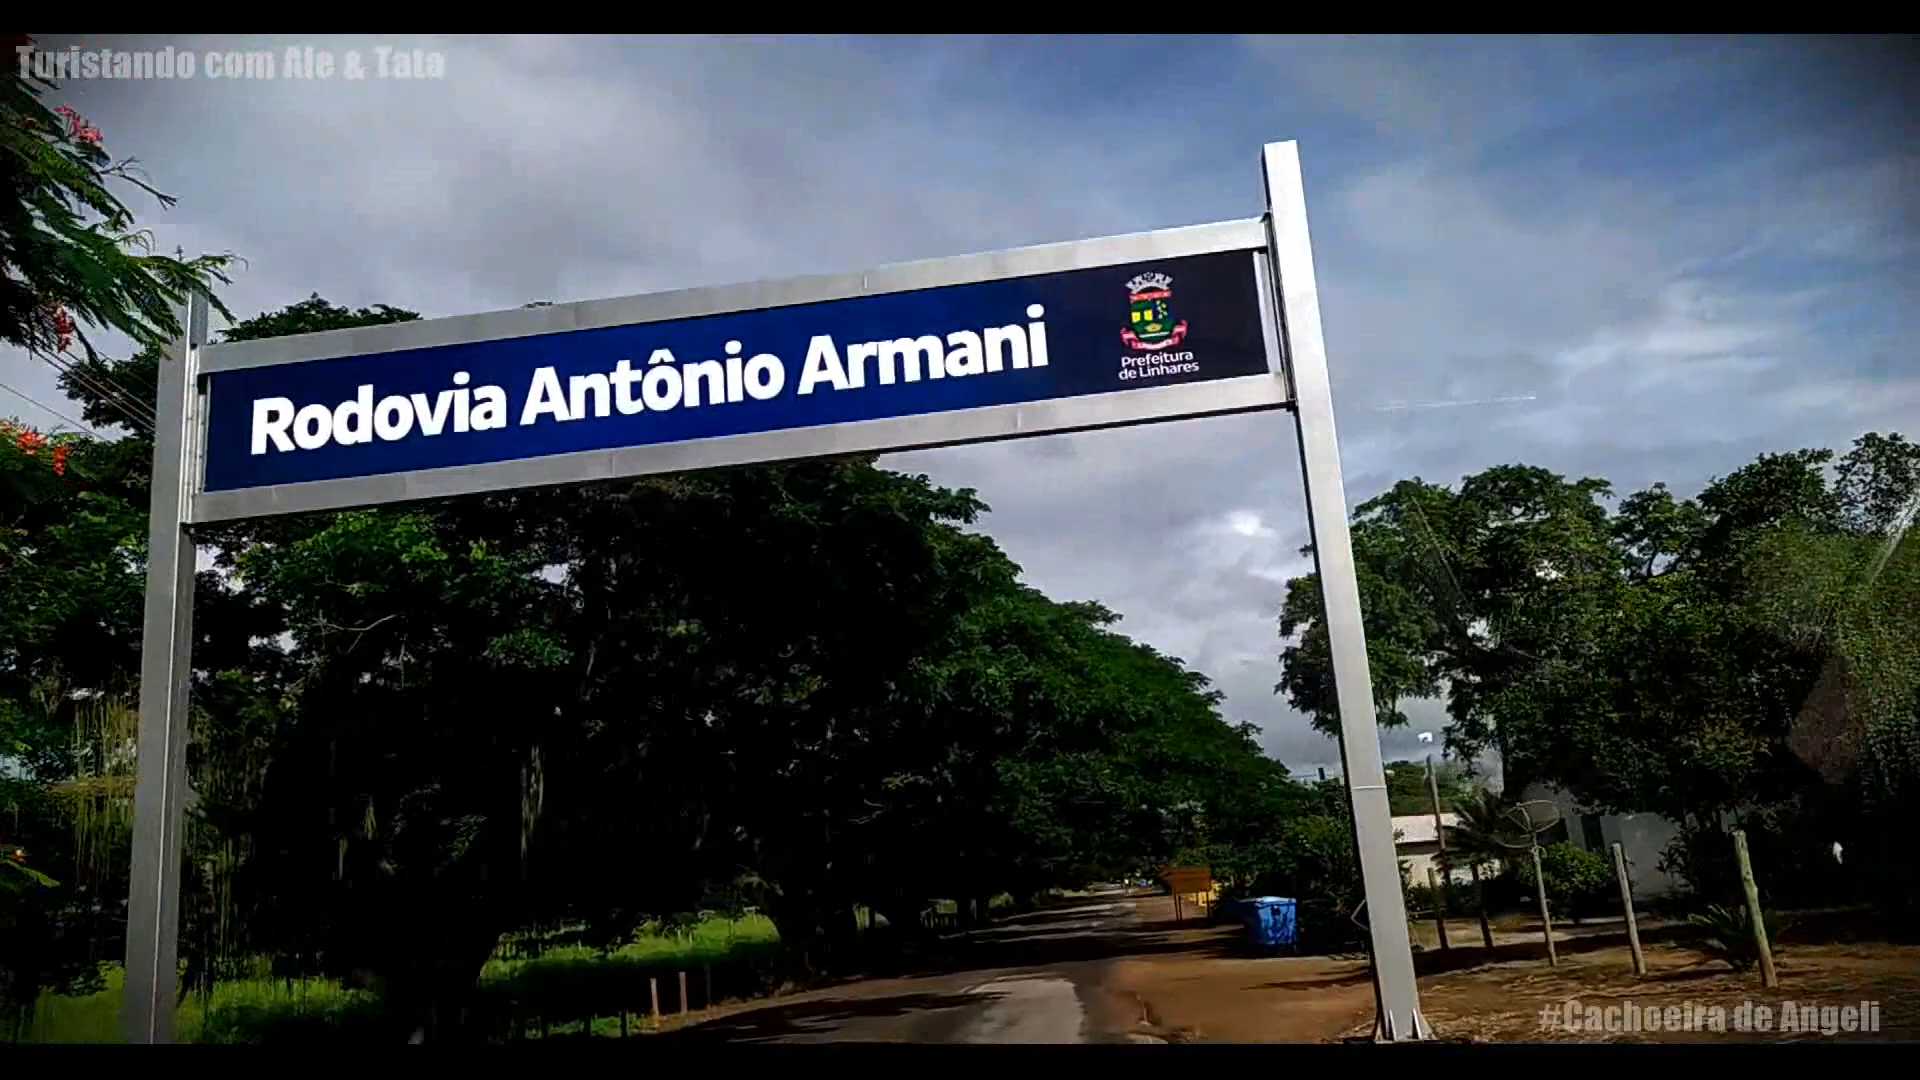 Turistando com Ale & Tata
Rodovia Antônio Armani
Prefeitura
de Linhares
#Cachoeira de Angeli